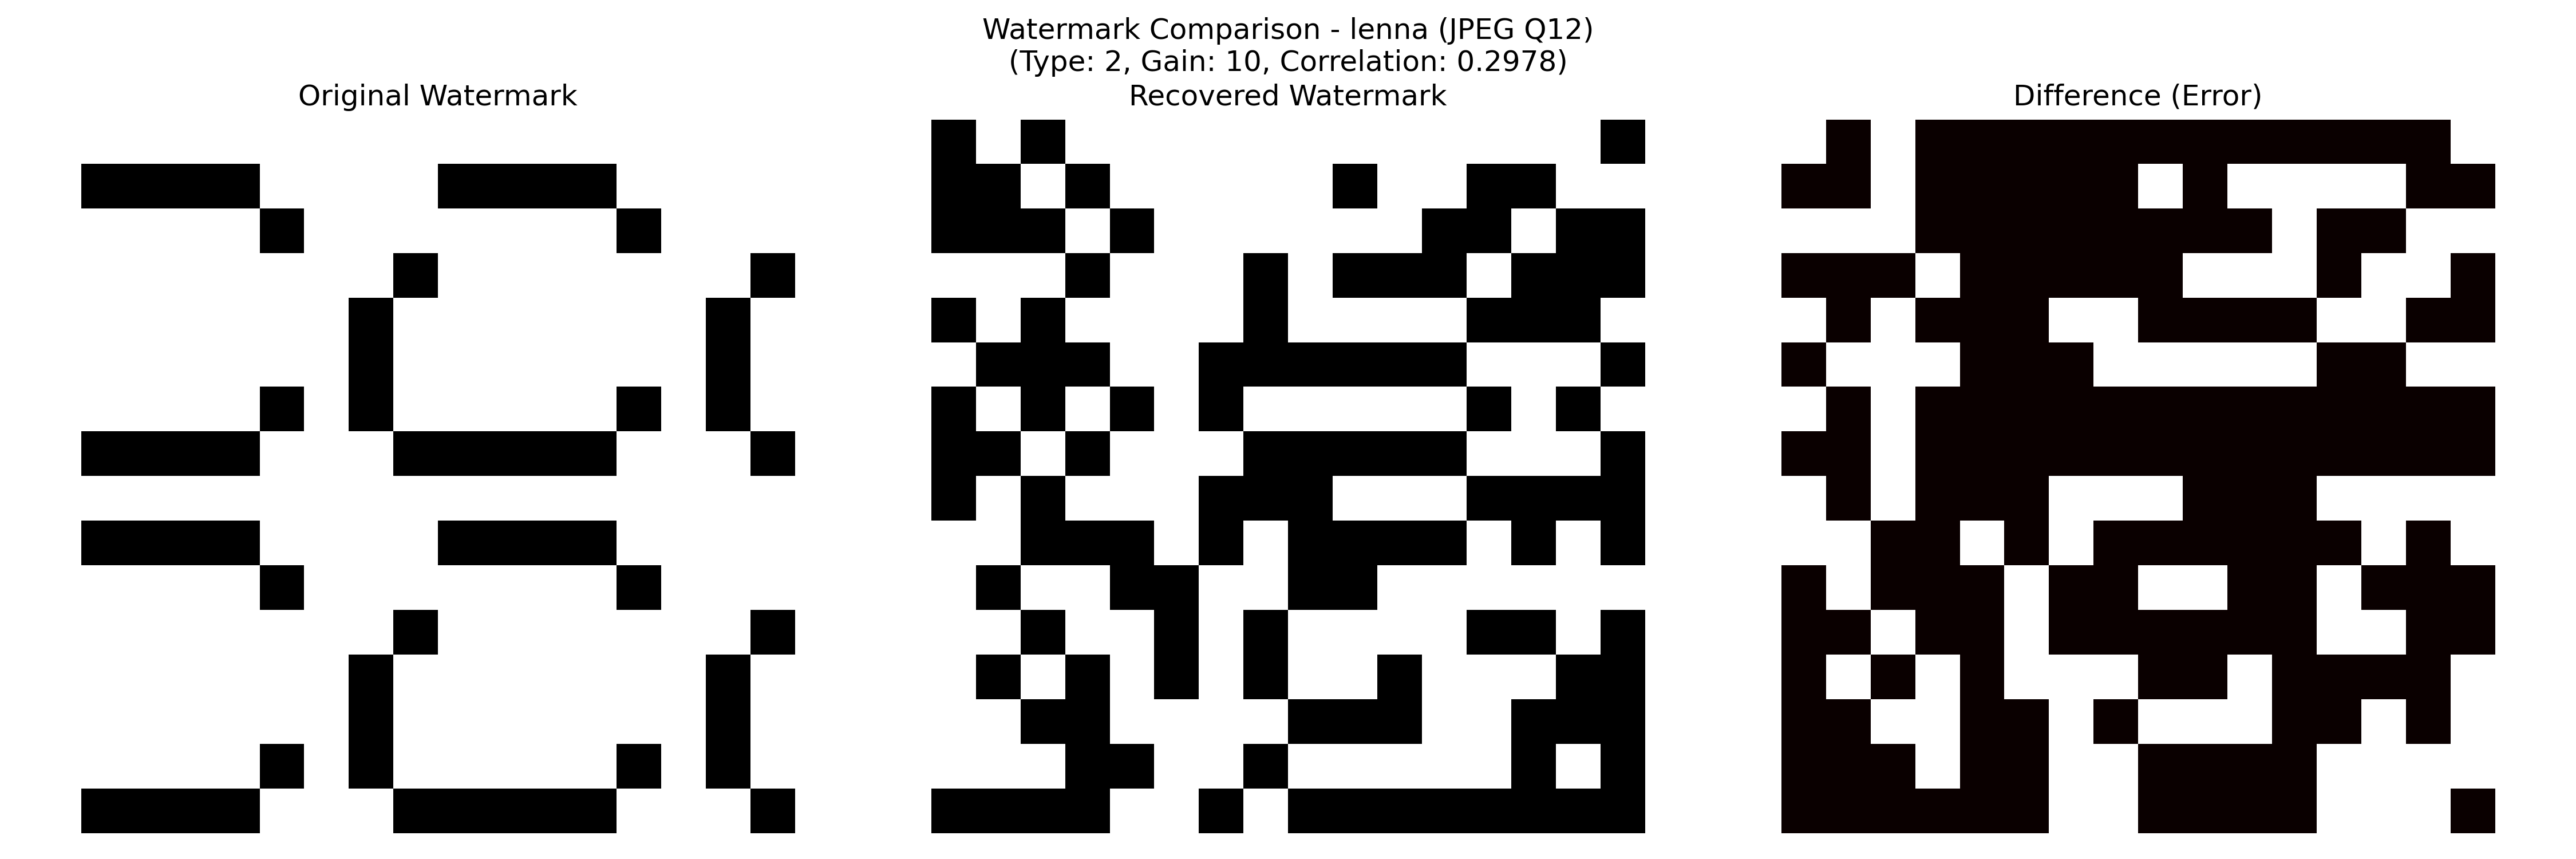 Watermark Comparison - lenna (JPEG Q12)
(Type: 2, Gain: 10, Correlation: 0.2978)
Original Watermark
Recovered Watermark
Difference (Error)